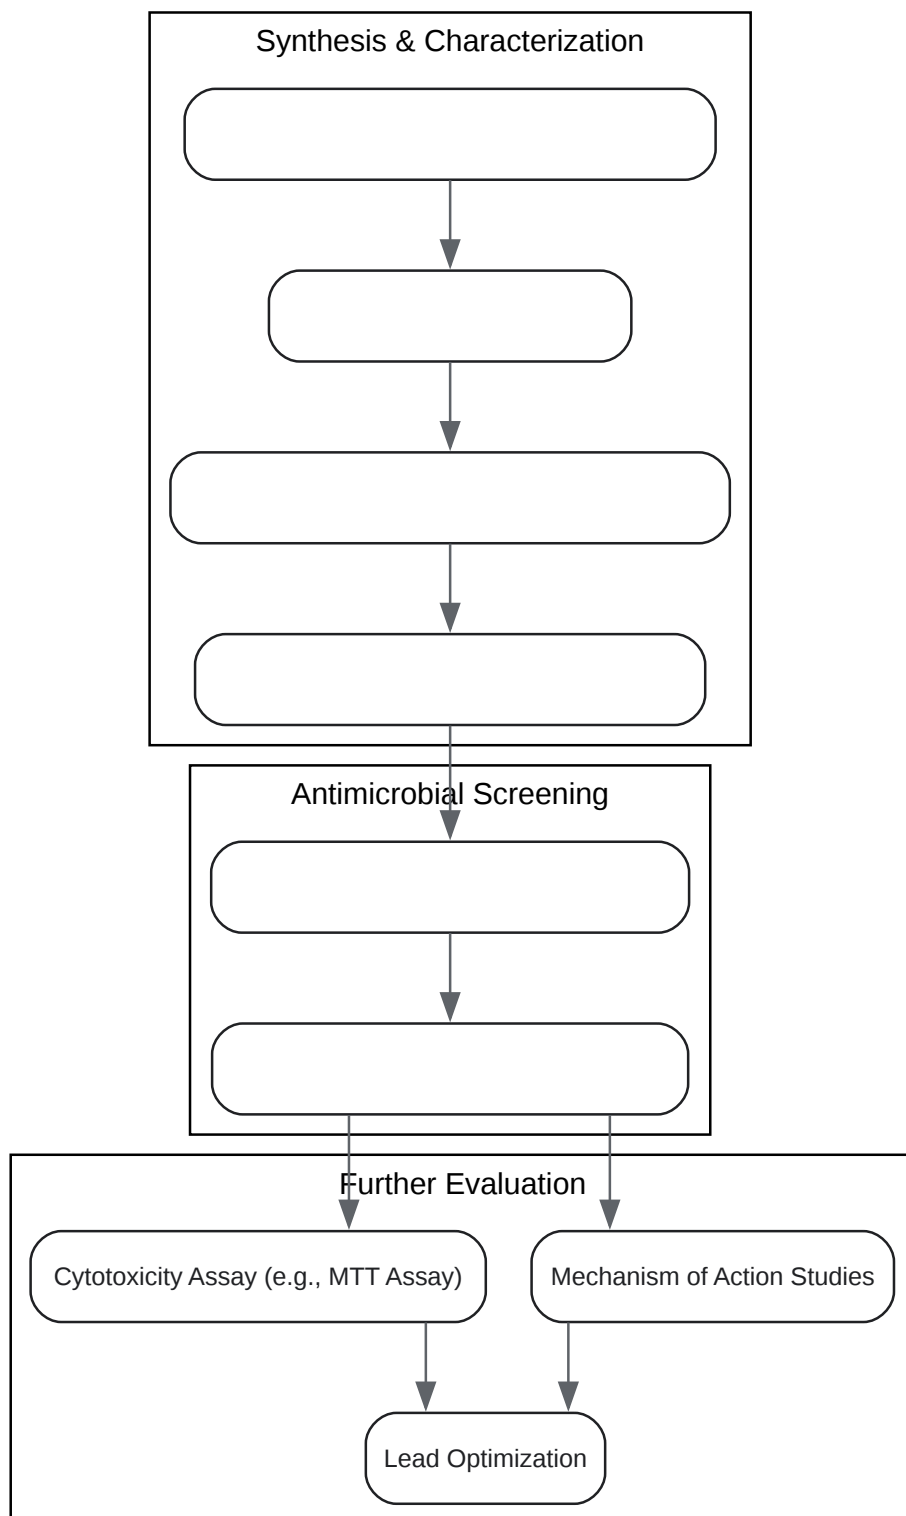 Synthesis & Characterization
Antimicrobial Screening
Further Evaluation
Cytotoxicity Assay (e.g., MTT Assay)
Mechanism of Action Studies
Lead Optimization